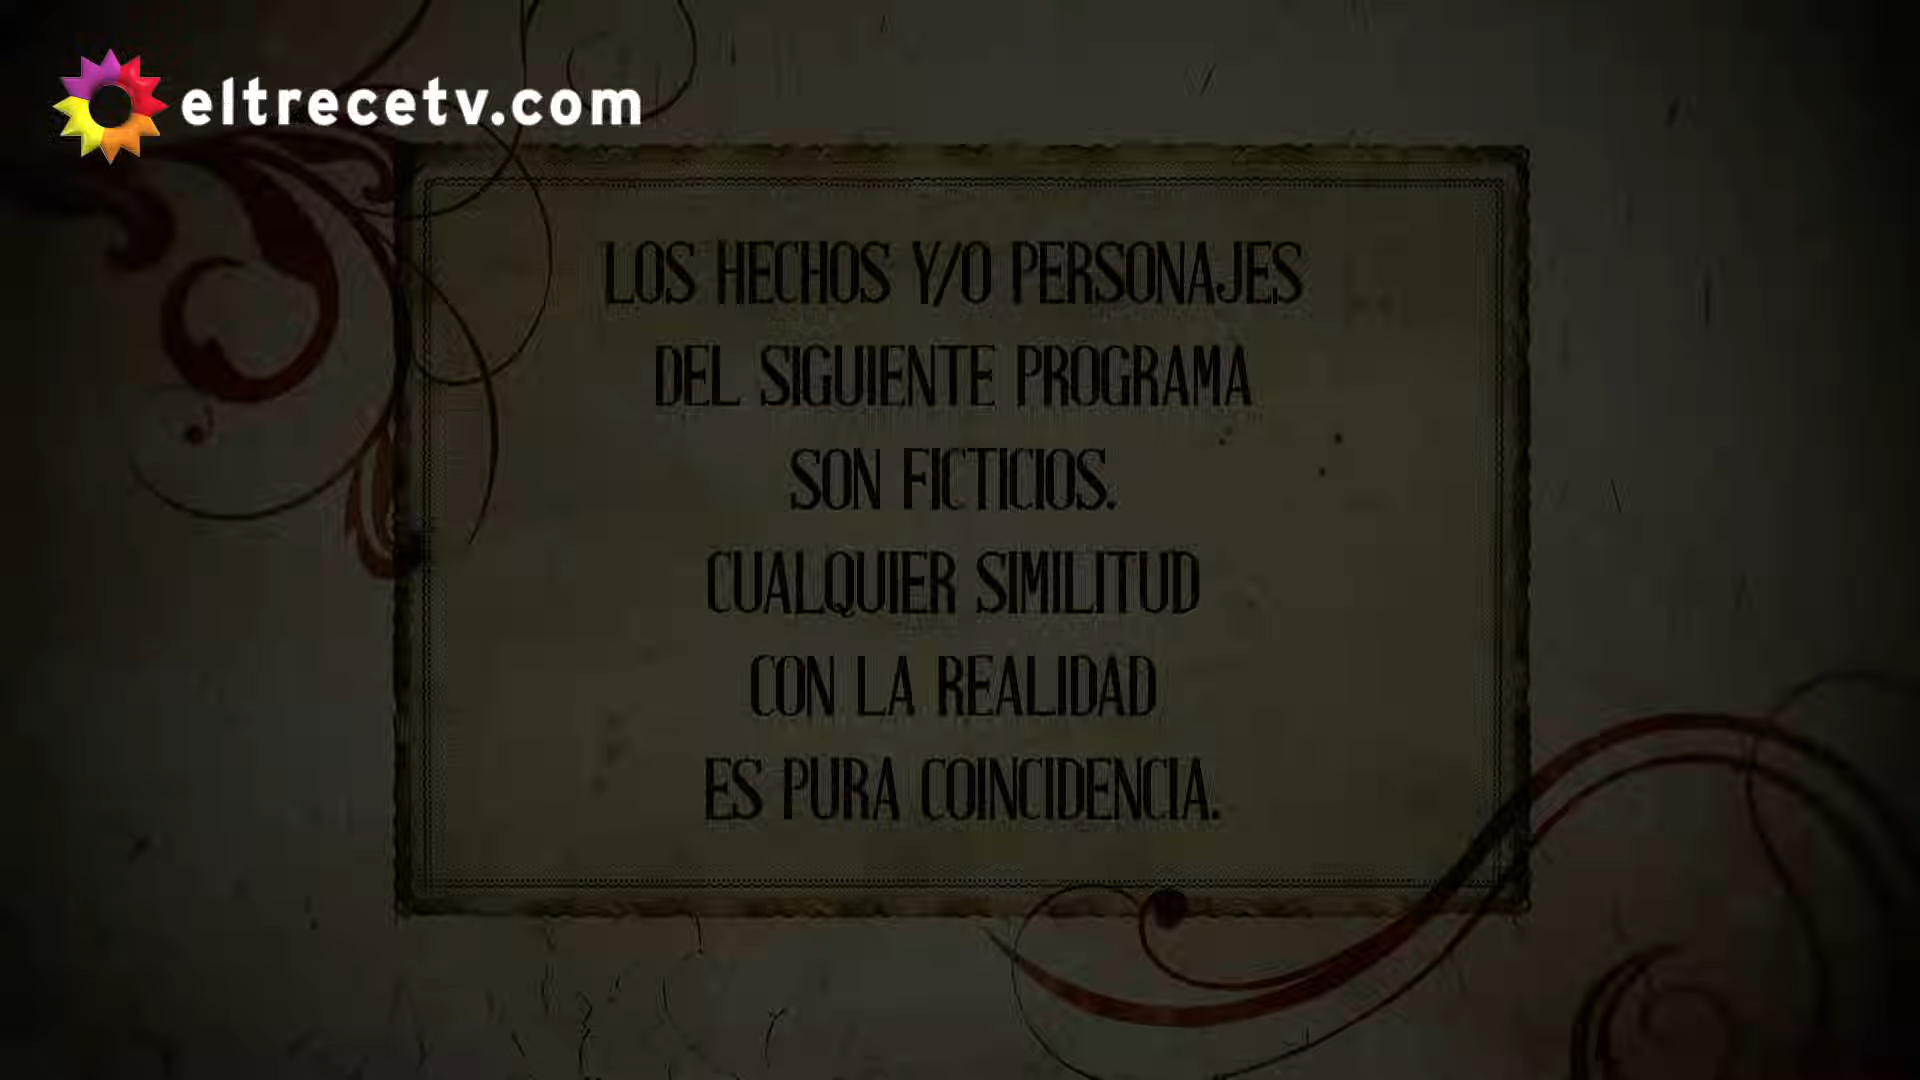 eltrecetv.com
LOS HECHOS Y/O PERSONAJES
DEL SIGUIENTE PROGRAMA
SON FICTICIOS.
CUALQUIER SIMILITUD
CON LA REALIDAD
ES PURA COINCIDENCIA.